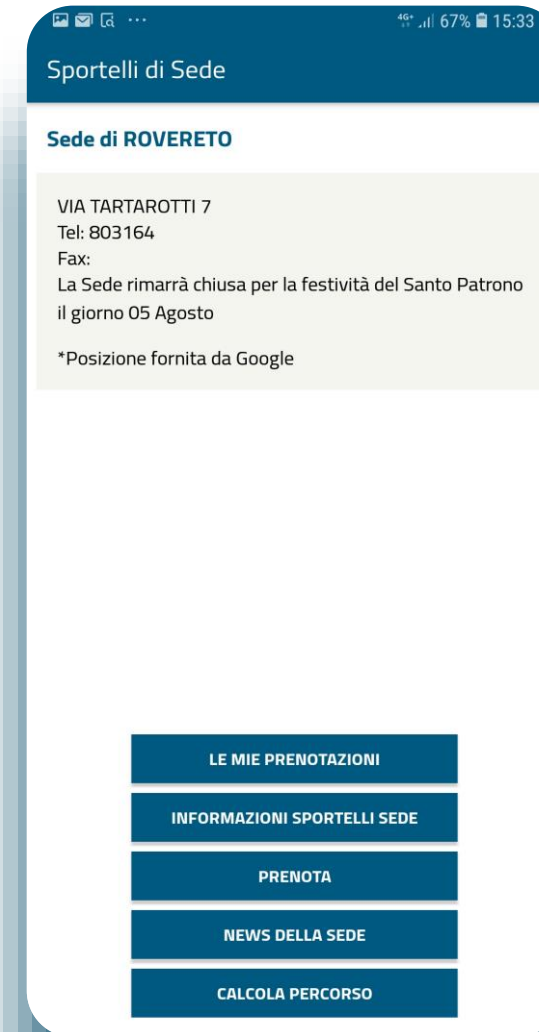 4G+ 67% 15:33
Sportelli di Sede
Sede di ROVERETO
VIA TARTAROTTI 7
Tel: 803164
Fax:
La Sede rimarrà chiusa per la festività del Santo Patrono
il giorno 05 Agosto
*Posizione fornita da Google
LE MIE PRENOTAZIONI
INFORMAZIONI SPORTELLI SEDE
PRENOTA
NEWS DELLA SEDE
CALCOLA PERCORSO